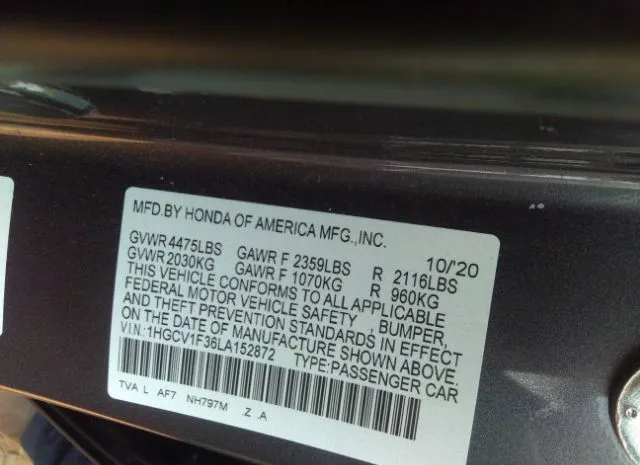 MFD.BY HONDA OF AMERICA MFG.,INC. 10/'20
GVWR 4475LBS GAWR F 2359LBS R 2116LBS
GVWR 2030KG GAWR F 1070KG R 960KG
THIS VEHICLE CONFORMS TO ALL APPLICABLE
FEDERAL MOTOR VEHICLE SAFETY , BUMPER,
AND THEFT PREVENTION STANDARDS IN EFFECT
ON THE DATE OF MANUFACTURE SHOWN ABOVE.
V.I.N.:1HGCV1F36LA152872 TYPE:PASSENGER CAR
TVA L AF7 NH797M .Z .A